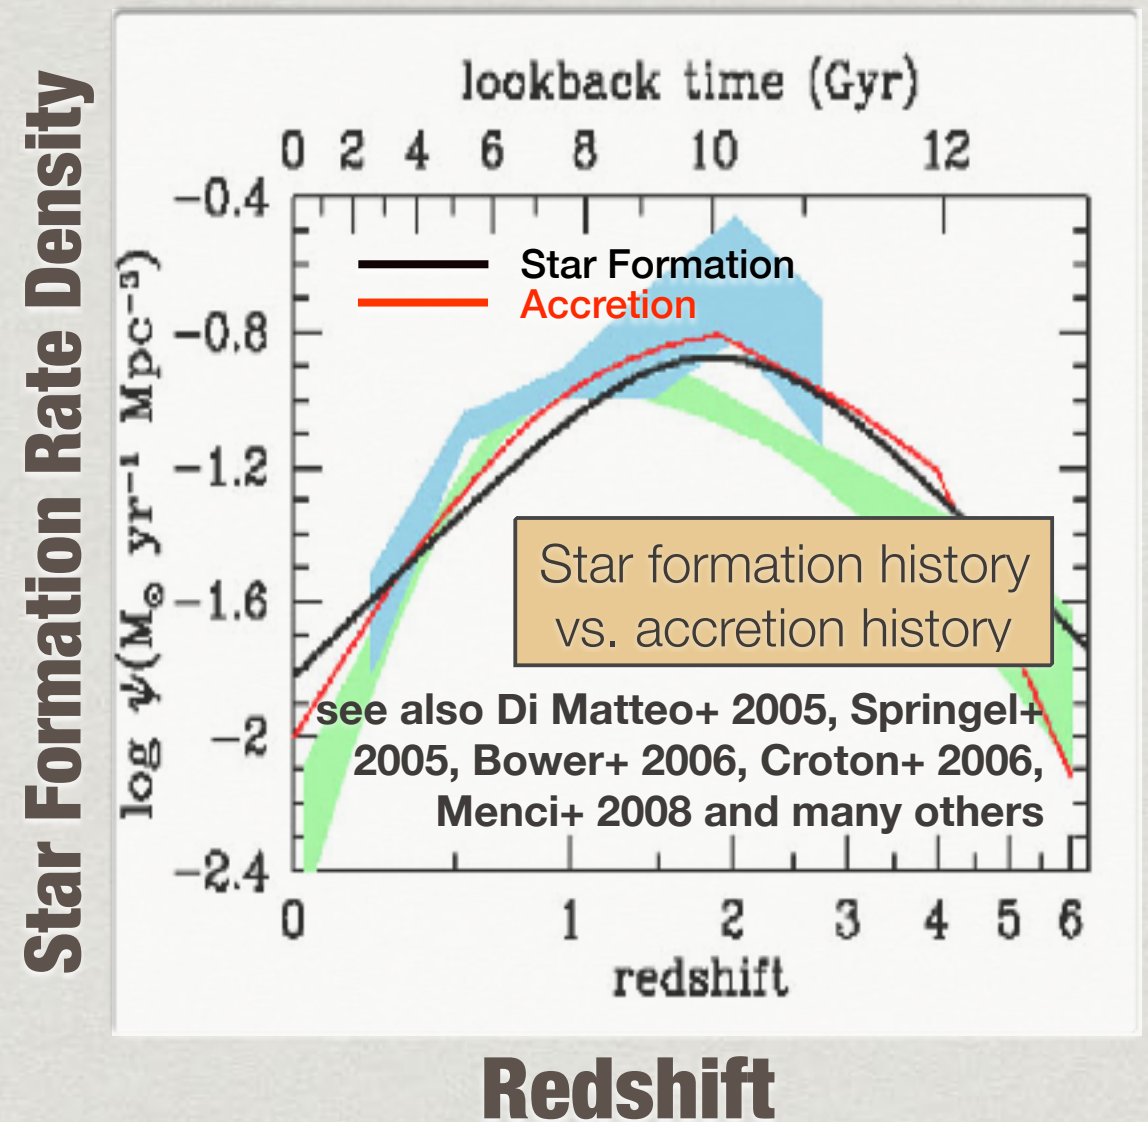 Star Formation Rate Density
lookback time (Gyr)
0 2 4 6 8 10 12
log ψ(M⊙ yr⁻¹ Mpc⁻³)
−0.4
−0.8
−1.2
−1.6
−2
−2.4
Star Formation
Accretion
Star formation history
vs. accretion history
see also Di Matteo+ 2005, Springel+
2005, Bower+ 2006, Croton+ 2006,
Menci+ 2008 and many others
0 1 2 3 4 5 6
redshift
Redshift